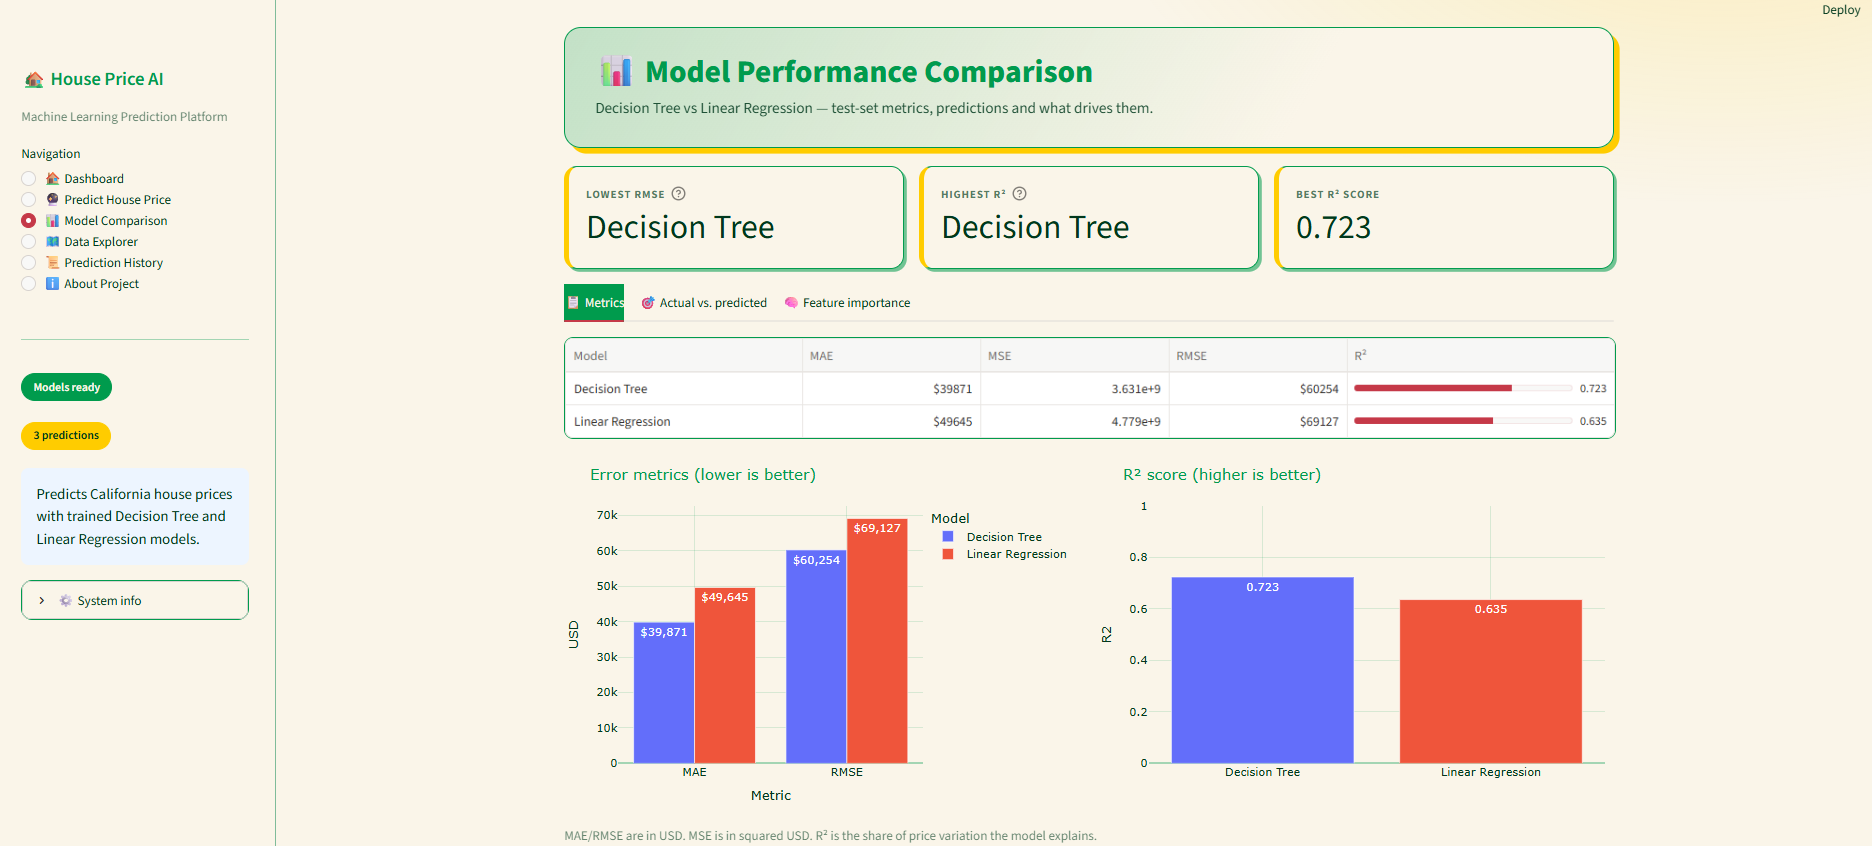 Deploy
House Price AI
Machine Learning Prediction Platform
Navigation
Dashboard
Predict House Price
Model Comparison
Data Explorer
Prediction History
About Project
Models ready
3 predictions
Predicts California house prices
with trained Decision Tree and
Linear Regression models.
System info
Model Performance Comparison
Decision Tree vs Linear Regression — test-set metrics, predictions and what drives them.
LOWEST RMSE
Decision Tree
HIGHEST R²
Decision Tree
BEST R² SCORE
0.723
Metrics Actual vs. predicted Feature importance
Model MAE MSE RMSE R²
Decision Tree $39871 3.631e+9 $60254 0.723
Linear Regression $49645 4.779e+9 $69127 0.635
Error metrics (lower is better)
70k
60k
50k
40k
30k
20k
10k
0
USD
$39,871
$49,645
$60,254
$69,127
MAE RMSE
Metric
Model
Decision Tree
Linear Regression
R² score (higher is better)
1
0.8
0.6
0.4
0.2
0
R2
0.723
0.635
Decision Tree Linear Regression
MAE/RMSE are in USD. MSE is in squared USD. R² is the share of price variation the model explains.